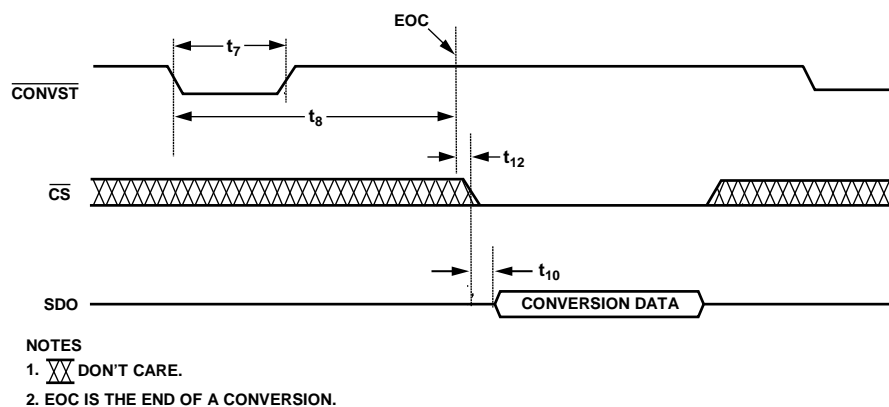 EOC
t7
CONVST
t8
t12
CS
t10
SDO
CONVERSION DATA
NOTES
1. DON'T CARE.
2. EOC IS THE END OF A CONVERSION.